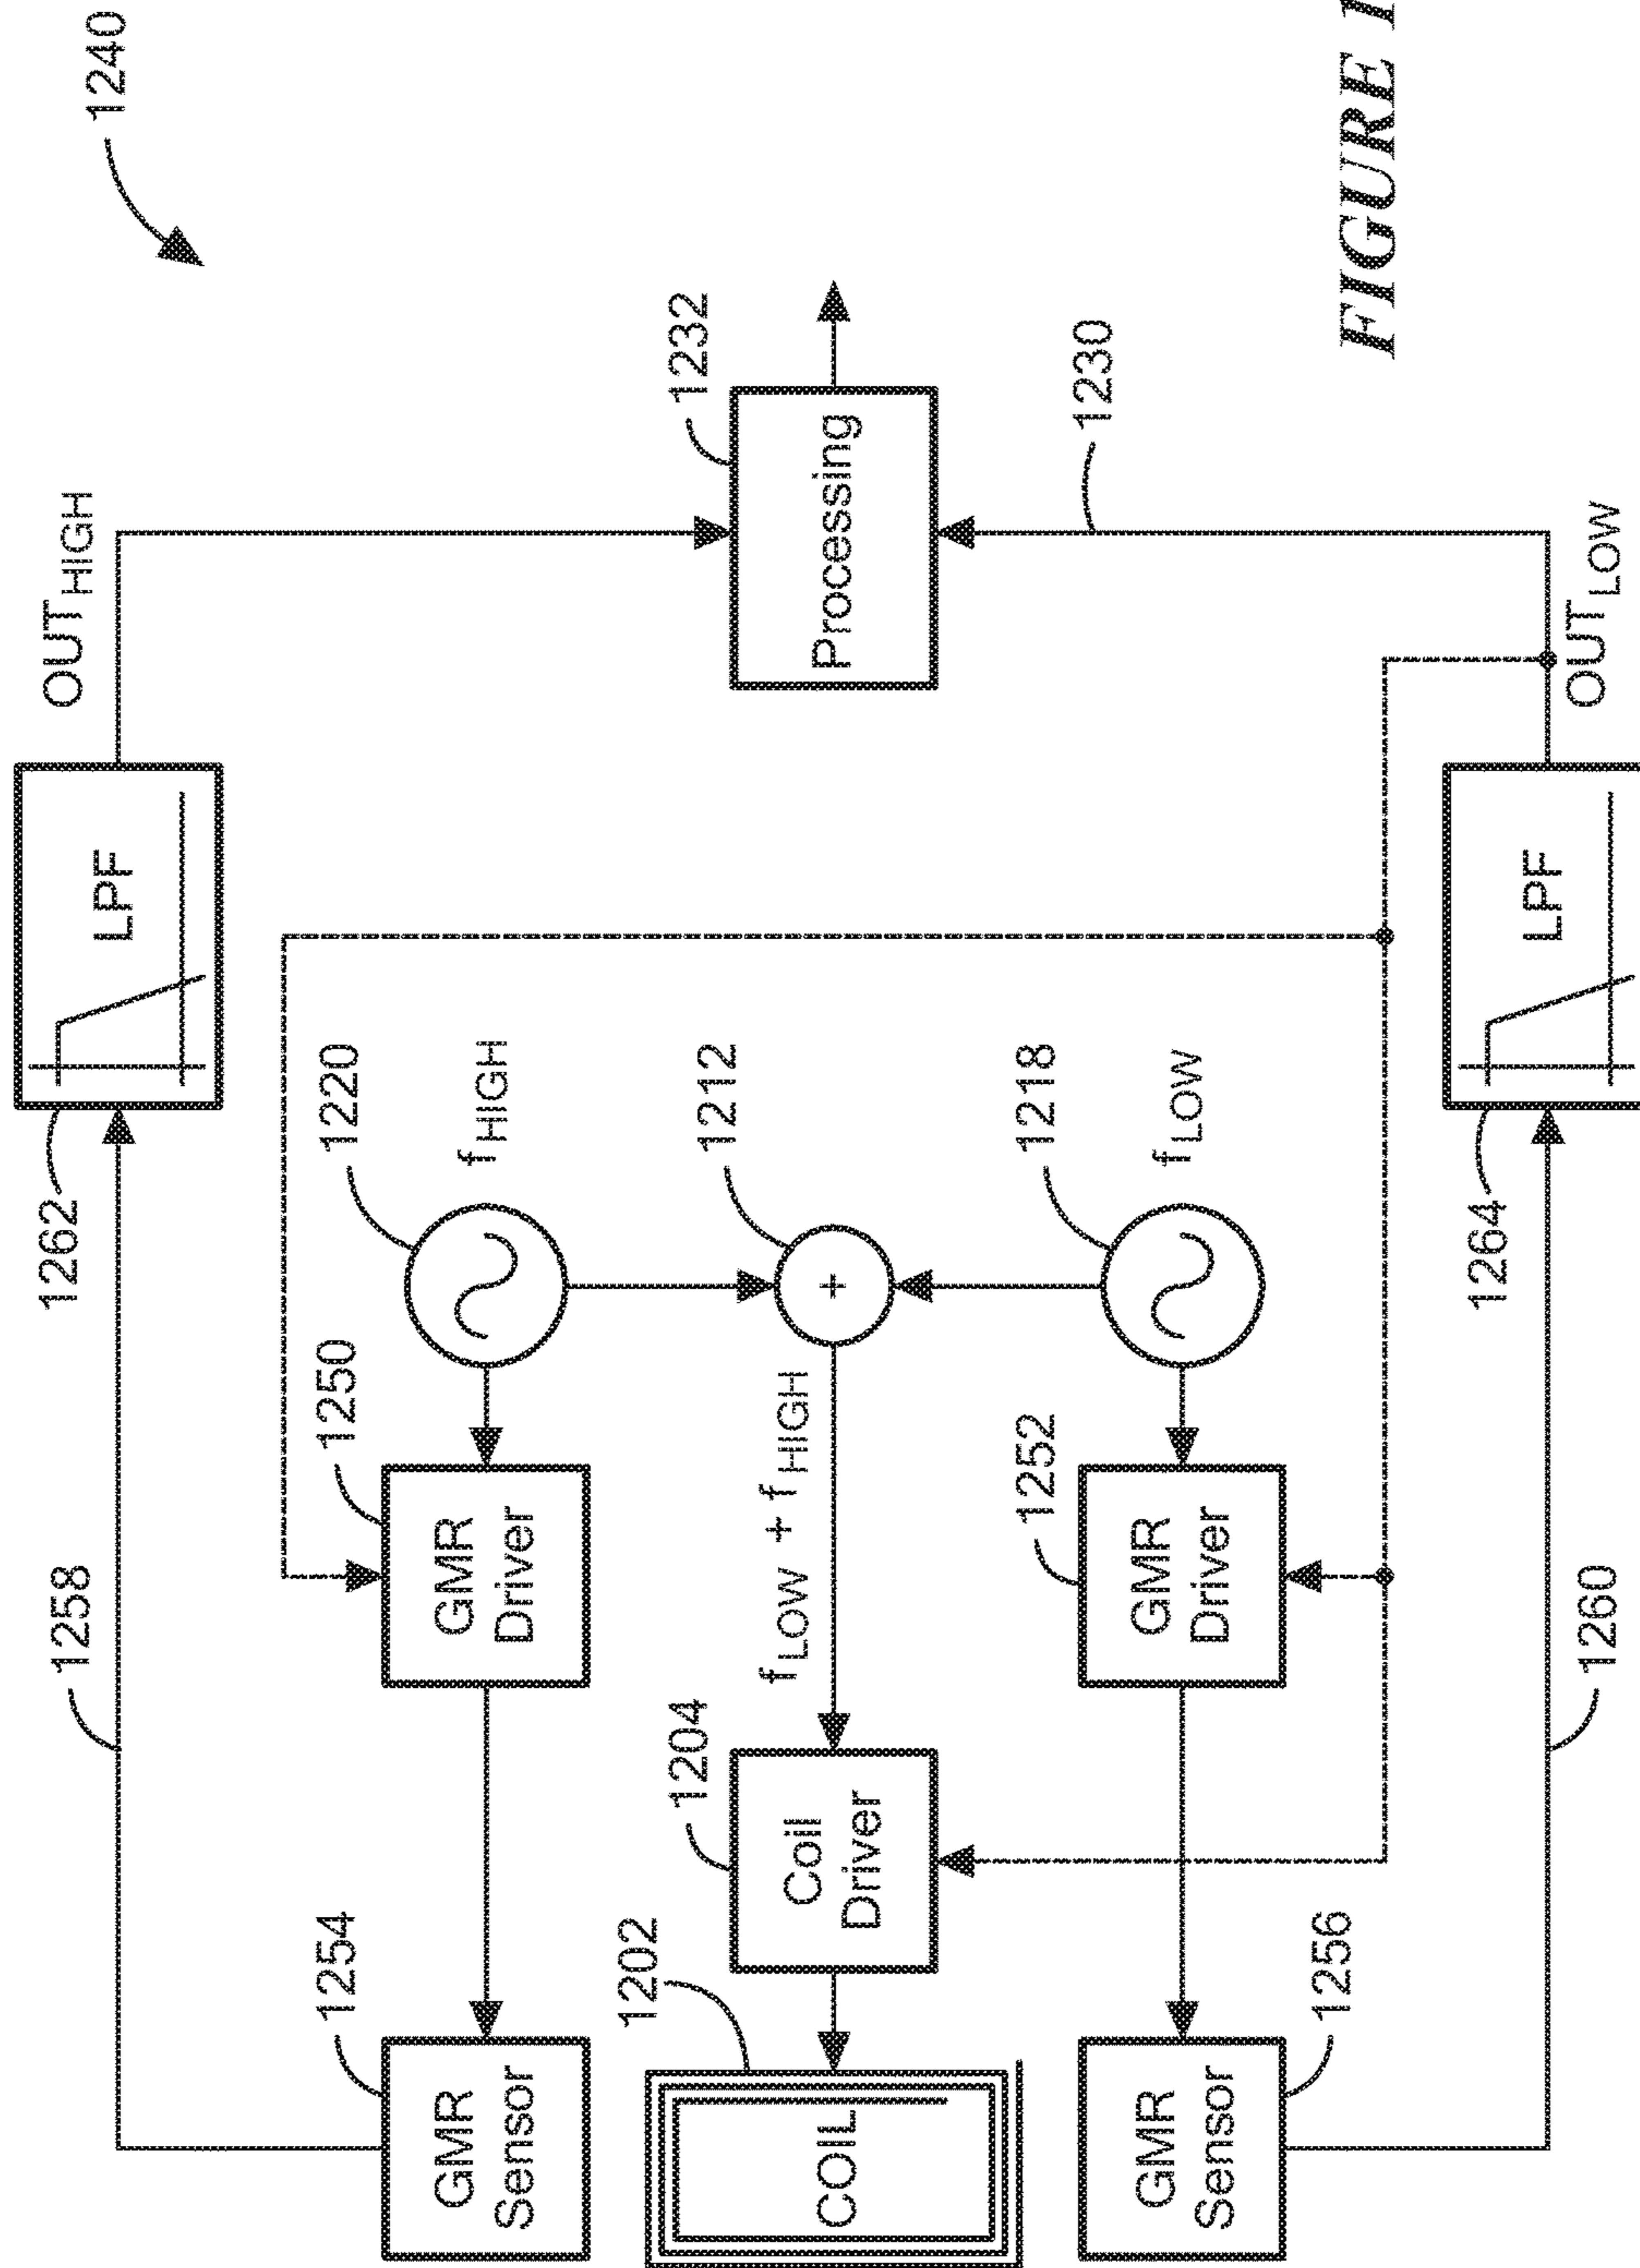 1240
1262
LPF
OUT HIGH
1258
1254
GMR
Sensor
1250
GMR
Driver
1220
f HIGH
1232
Processing
1202
COIL
1204
Coil
Driver
f LOW + f HIGH
1212
+
1230
1256
GMR
Sensor
1252
GMR
Driver
1218
f LOW
1260
1264
LPF
OUT LOW
FIGURE 1